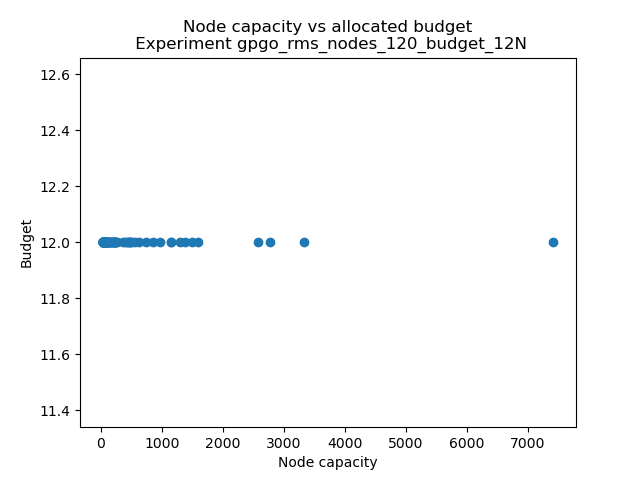 Node capacity vs allocated budget
Experiment gpgo_rms_nodes_120_budget_12N
12.6
12.4
12.2
12.0
11.8
11.6
11.4
Budget
0 1000 2000 3000 4000 5000 6000 7000
Node capacity